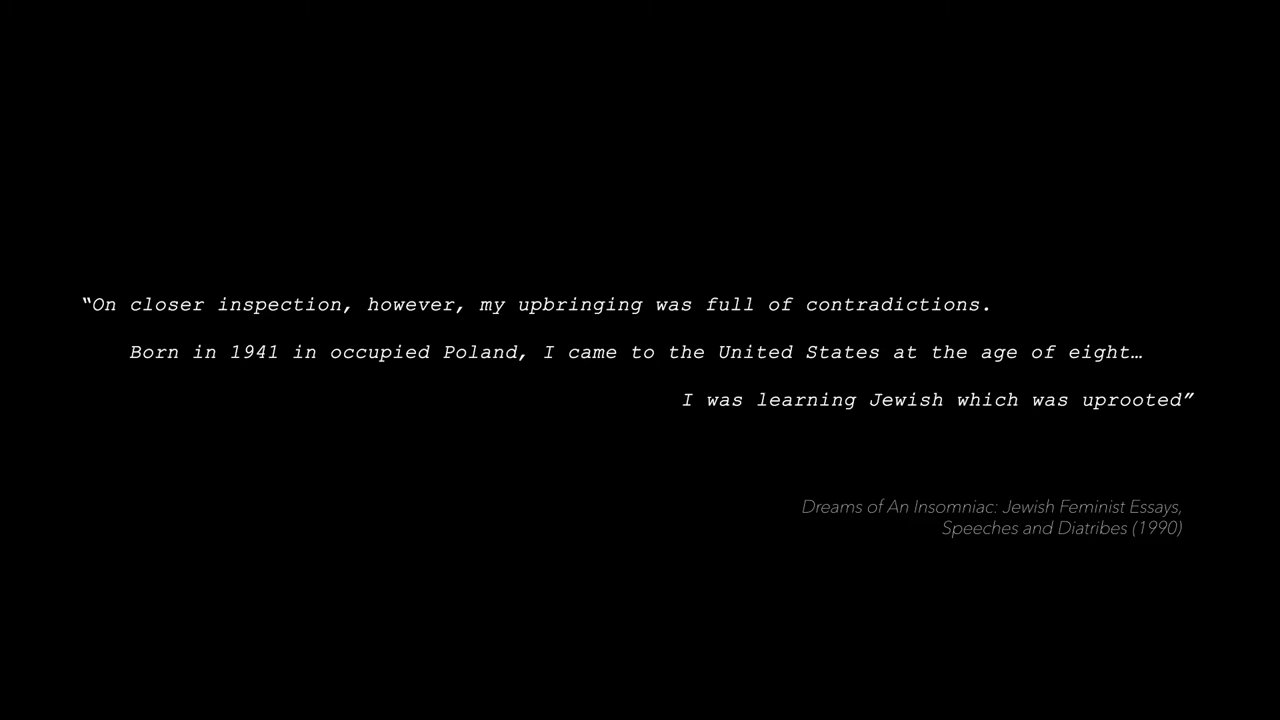 “On closer inspection, however, my upbringing was full of contradictions.
Born in 1941 in occupied Poland, I came to the United States at the age of eight…
I was learning Jewish which was uprooted”
Dreams of An Insomniac: Jewish Feminist Essays,
Speeches and Diatribes (1990)